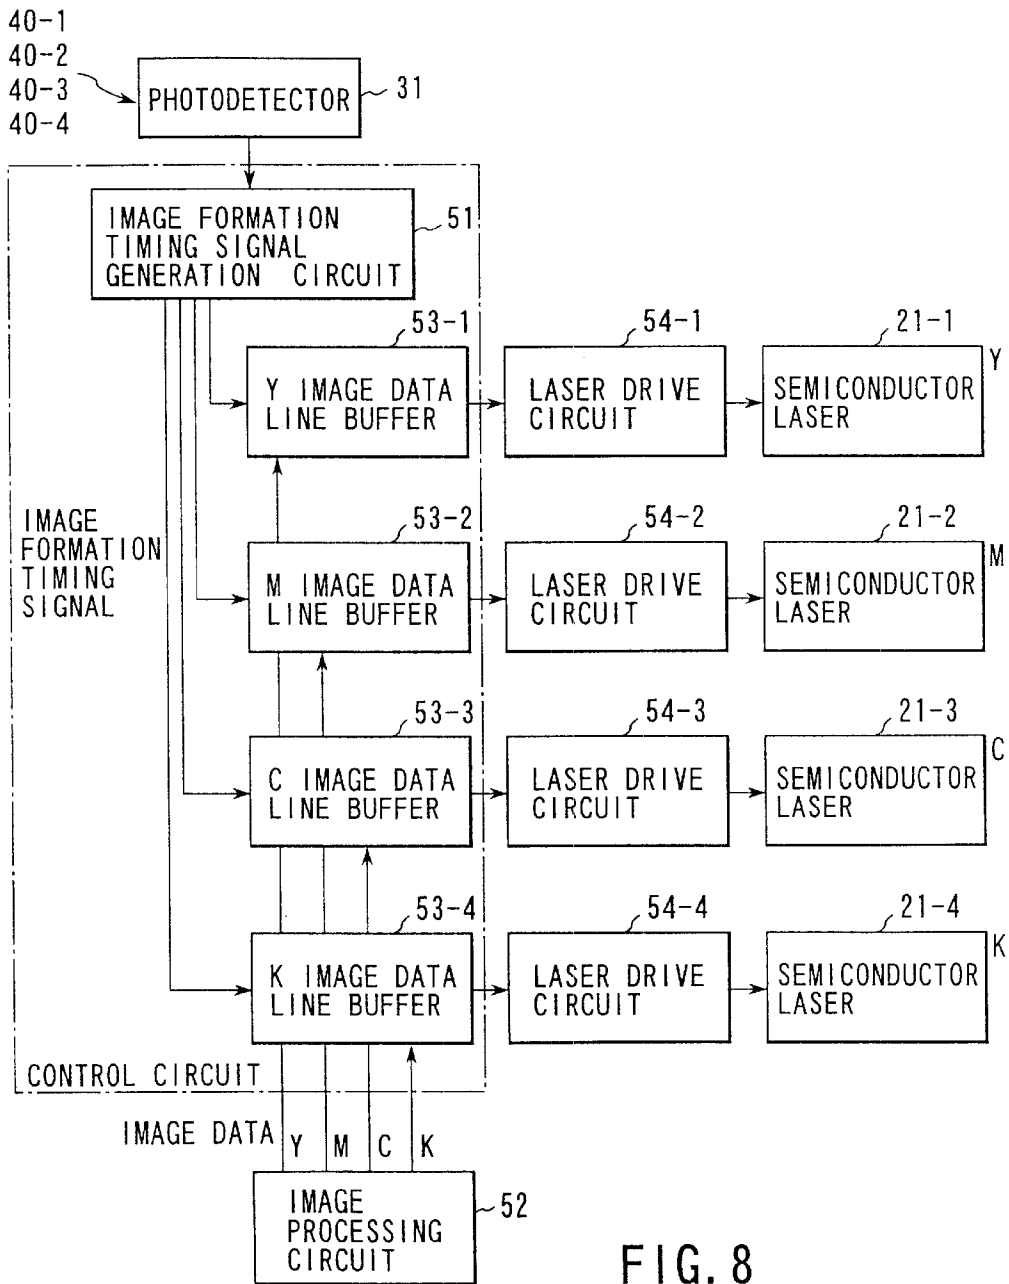 40-1
40-2
40-3
40-4
PHOTODETECTOR
31
IMAGE FORMATION
TIMING SIGNAL
GENERATION CIRCUIT
51
53-1
Y IMAGE DATA
LINE BUFFER
54-1
LASER DRIVE
CIRCUIT
21-1
SEMICONDUCTOR
LASER
Y
IMAGE
FORMATION
TIMING
SIGNAL
53-2
M IMAGE DATA
LINE BUFFER
54-2
LASER DRIVE
CIRCUIT
21-2
SEMICONDUCTOR
LASER
M
53-3
C IMAGE DATA
LINE BUFFER
54-3
LASER DRIVE
CIRCUIT
21-3
SEMICONDUCTOR
LASER
C
53-4
K IMAGE DATA
LINE BUFFER
54-4
LASER DRIVE
CIRCUIT
21-4
SEMICONDUCTOR
LASER
K
CONTROL CIRCUIT
IMAGE DATA Y M C K
IMAGE
PROCESSING
CIRCUIT
52
FIG. 8